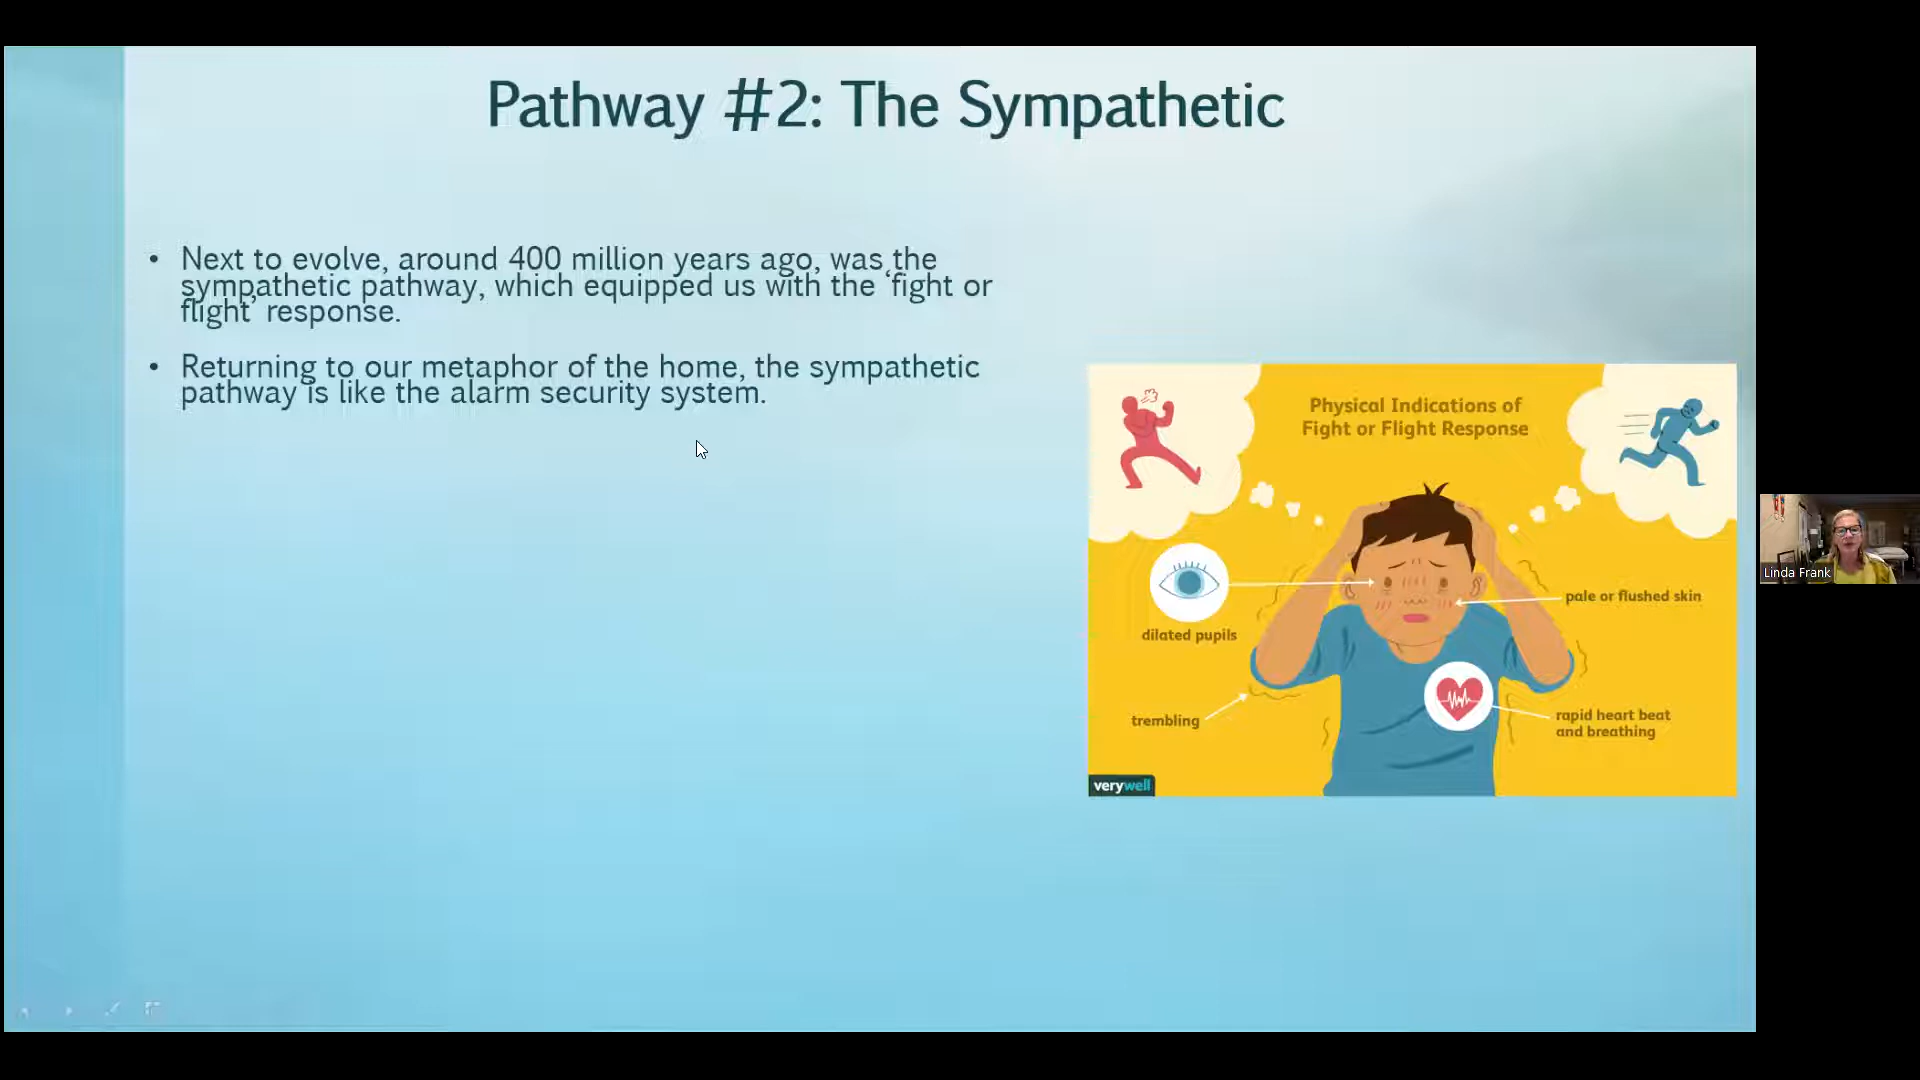 Pathway #2: The Sympathetic
• Next to evolve, around 400 million years ago, was the
sympathetic pathway, which equipped us with the ‘fight or
flight’ response.
• Returning to our metaphor of the home, the sympathetic
pathway is like the alarm security system.
Physical Indications of
Fight or Flight Response
dilated pupils
pale or flushed skin
trembling
rapid heart beat
and breathing
verywell
Linda Frank